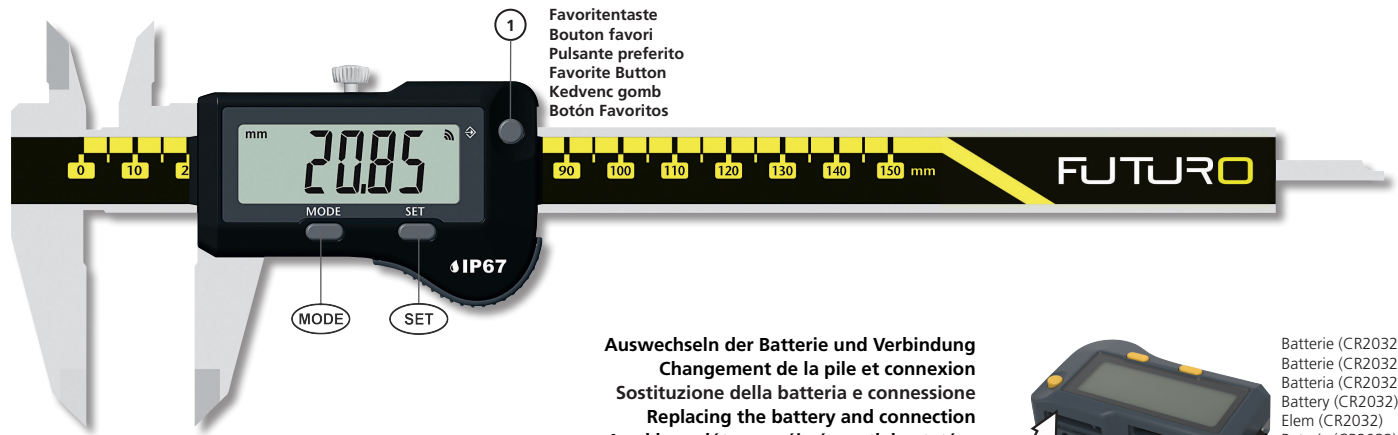 1
Favoritentaste
Bouton favori
Pulsante preferito
Favorite Button
Kedvenc gomb
Botón Favoritos
mm 20.85
MODE SET
IP67
0 10 2
90 100 110 120 130 140 150 mm
FUTURO
MODE SET
Auswechseln der Batterie und Verbindung
Changement de la pile et connexion
Sostituzione della batteria e connessione
Replacing the battery and connection
Batterie (CR2032
Batterie (CR2032
Batteria (CR2032
Battery (CR2032)
Elem (CR2032)